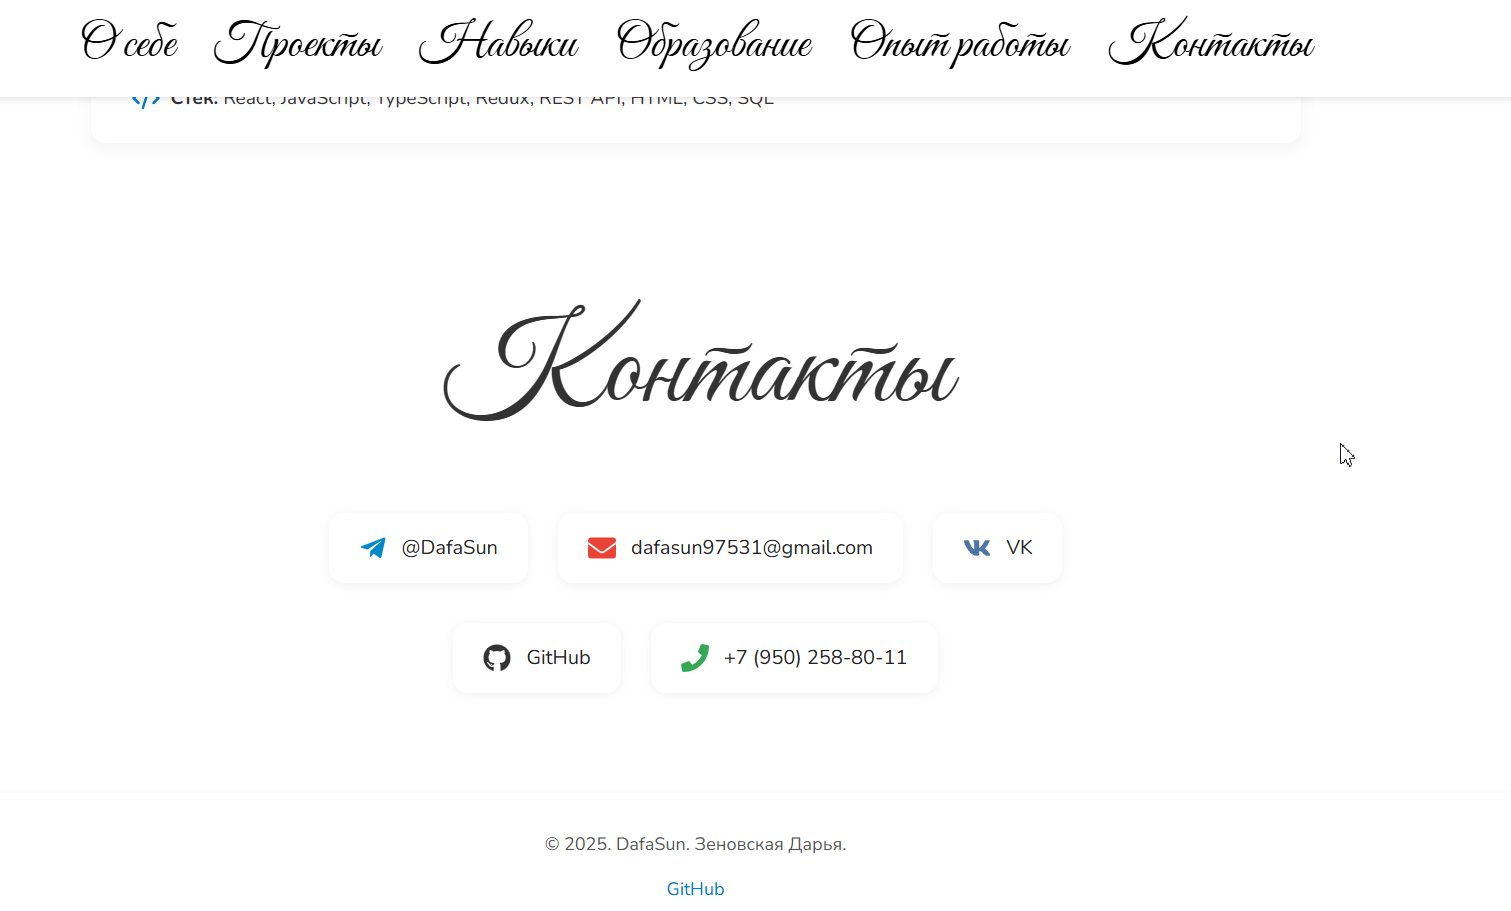 О себе Проекты Навыки Образование Опыт работы Контакты
Стек: React, JavaScript, TypeScript, Redux, REST API, HTML, CSS, SQL
Контакты
@DafaSun dafasun97531@gmail.com VK
GitHub +7 (950) 258-80-11
© 2025. DafaSun. Зеновская Дарья.
GitHub